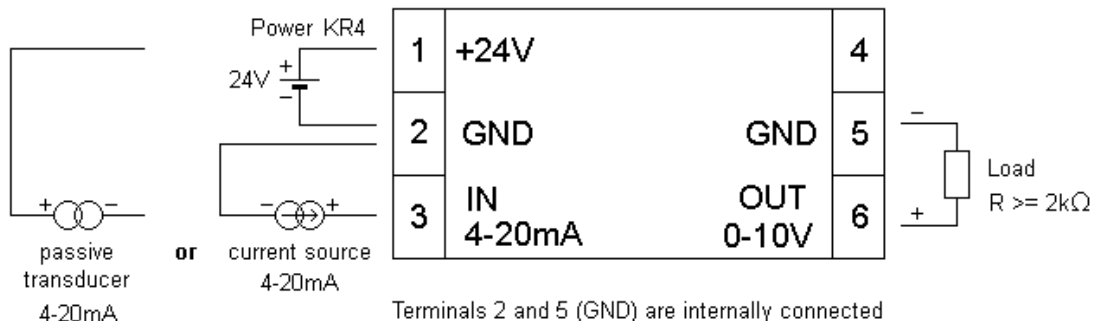 Power KR4
24V
+
–
1 +24V 4
2 GND GND 5
3 IN 4-20mA OUT 0-10V 6
–
+
Load
R >= 2kΩ
+ –
passive
transducer
4-20mA
or
– +
current source
4-20mA
Terminals 2 and 5 (GND) are internally connected